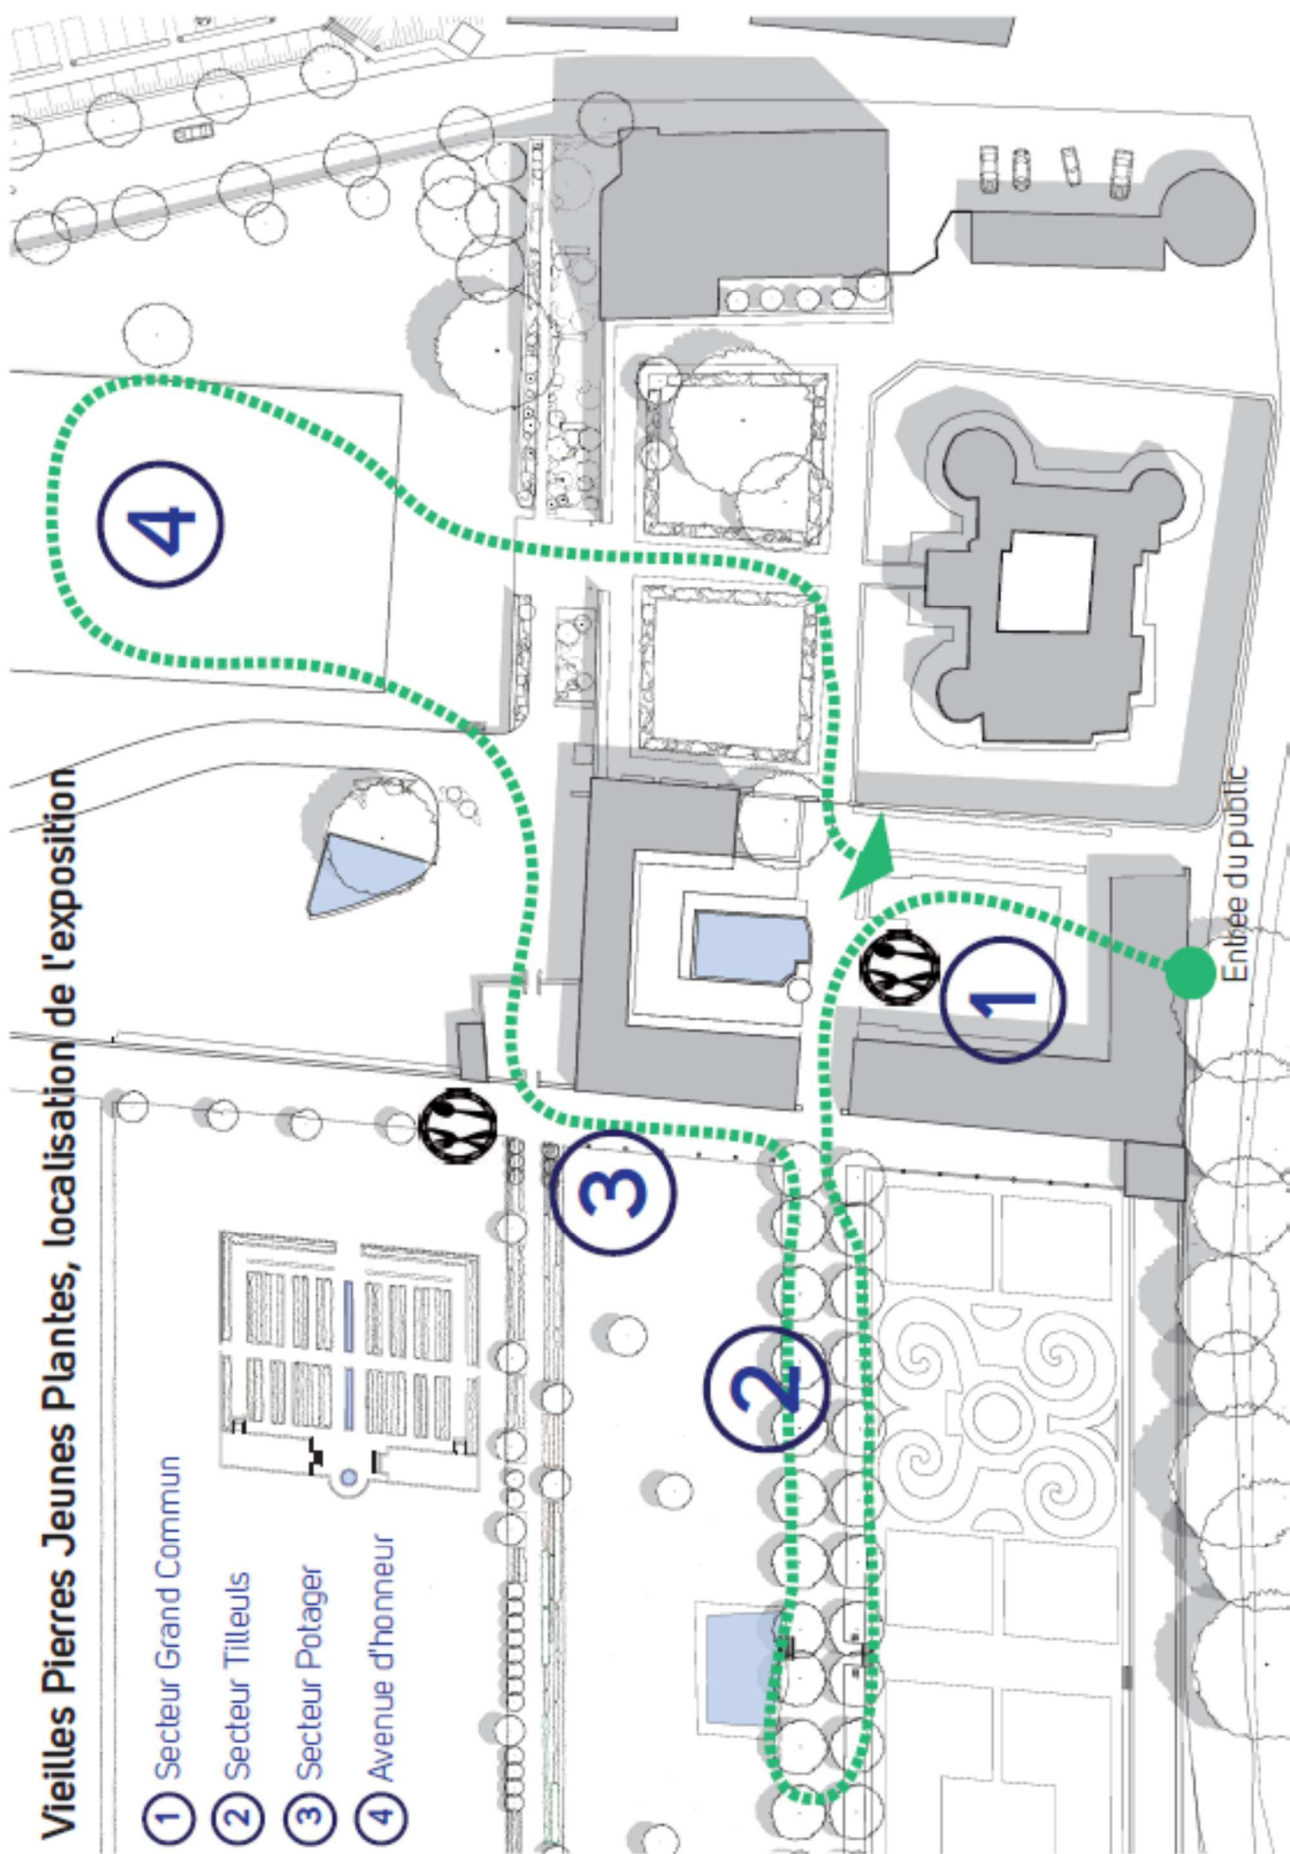 Vieilles Pierres Jeunes Plantes, localisation de l'exposition
1 Secteur Grand Commun
2 Secteur Tilleuls
3 Secteur Potager
4 Avenue d'honneur
4
3
2
1
Entrée du public